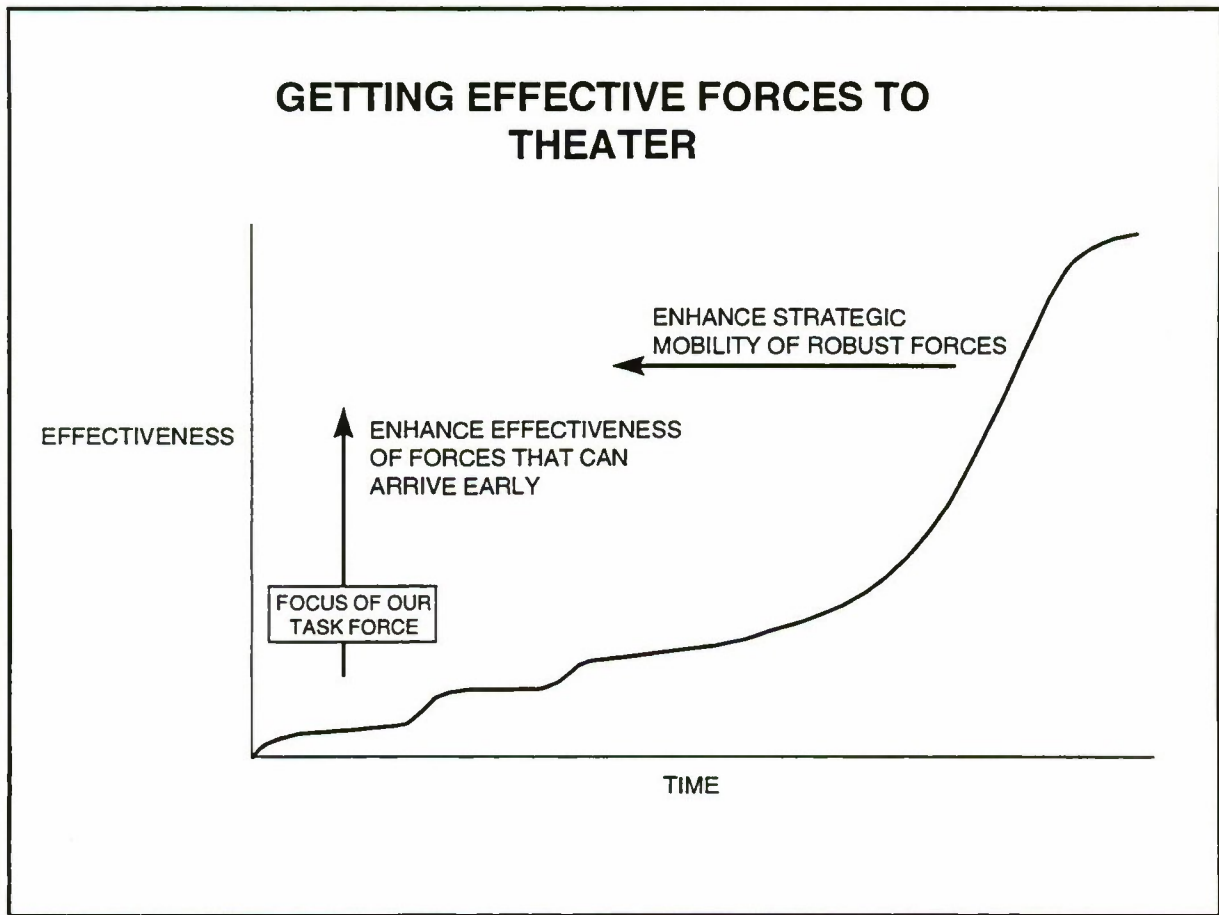 GETTING EFFECTIVE FORCES TO
THEATER
ENHANCE STRATEGIC
MOBILITY OF ROBUST FORCES
EFFECTIVENESS
ENHANCE EFFECTIVENESS
OF FORCES THAT CAN
ARRIVE EARLY
FOCUS OF OUR
TASK FORCE
TIME